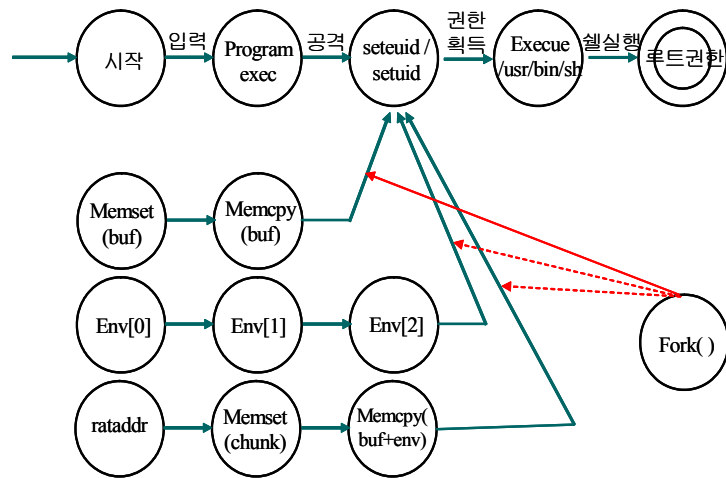 시작
입력
Program
exec
공격
seteuid /
setuid
권한
획득
Execue
/usr/bin/sh
쉘실행
루트권한
Memset
(buf)
Memcpy
(buf)
Env[0]
Env[1]
Env[2]
Fork( )
rataddr
Memset
(chunk)
Memcpy(
buf+env)